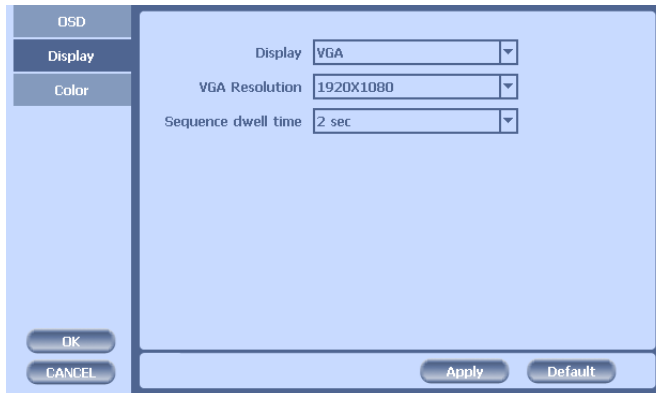 OSD
Display
Color
Display VGA
VGA Resolution 1920X1080
Sequence dwell time 2 sec
OK
CANCEL
Apply Default